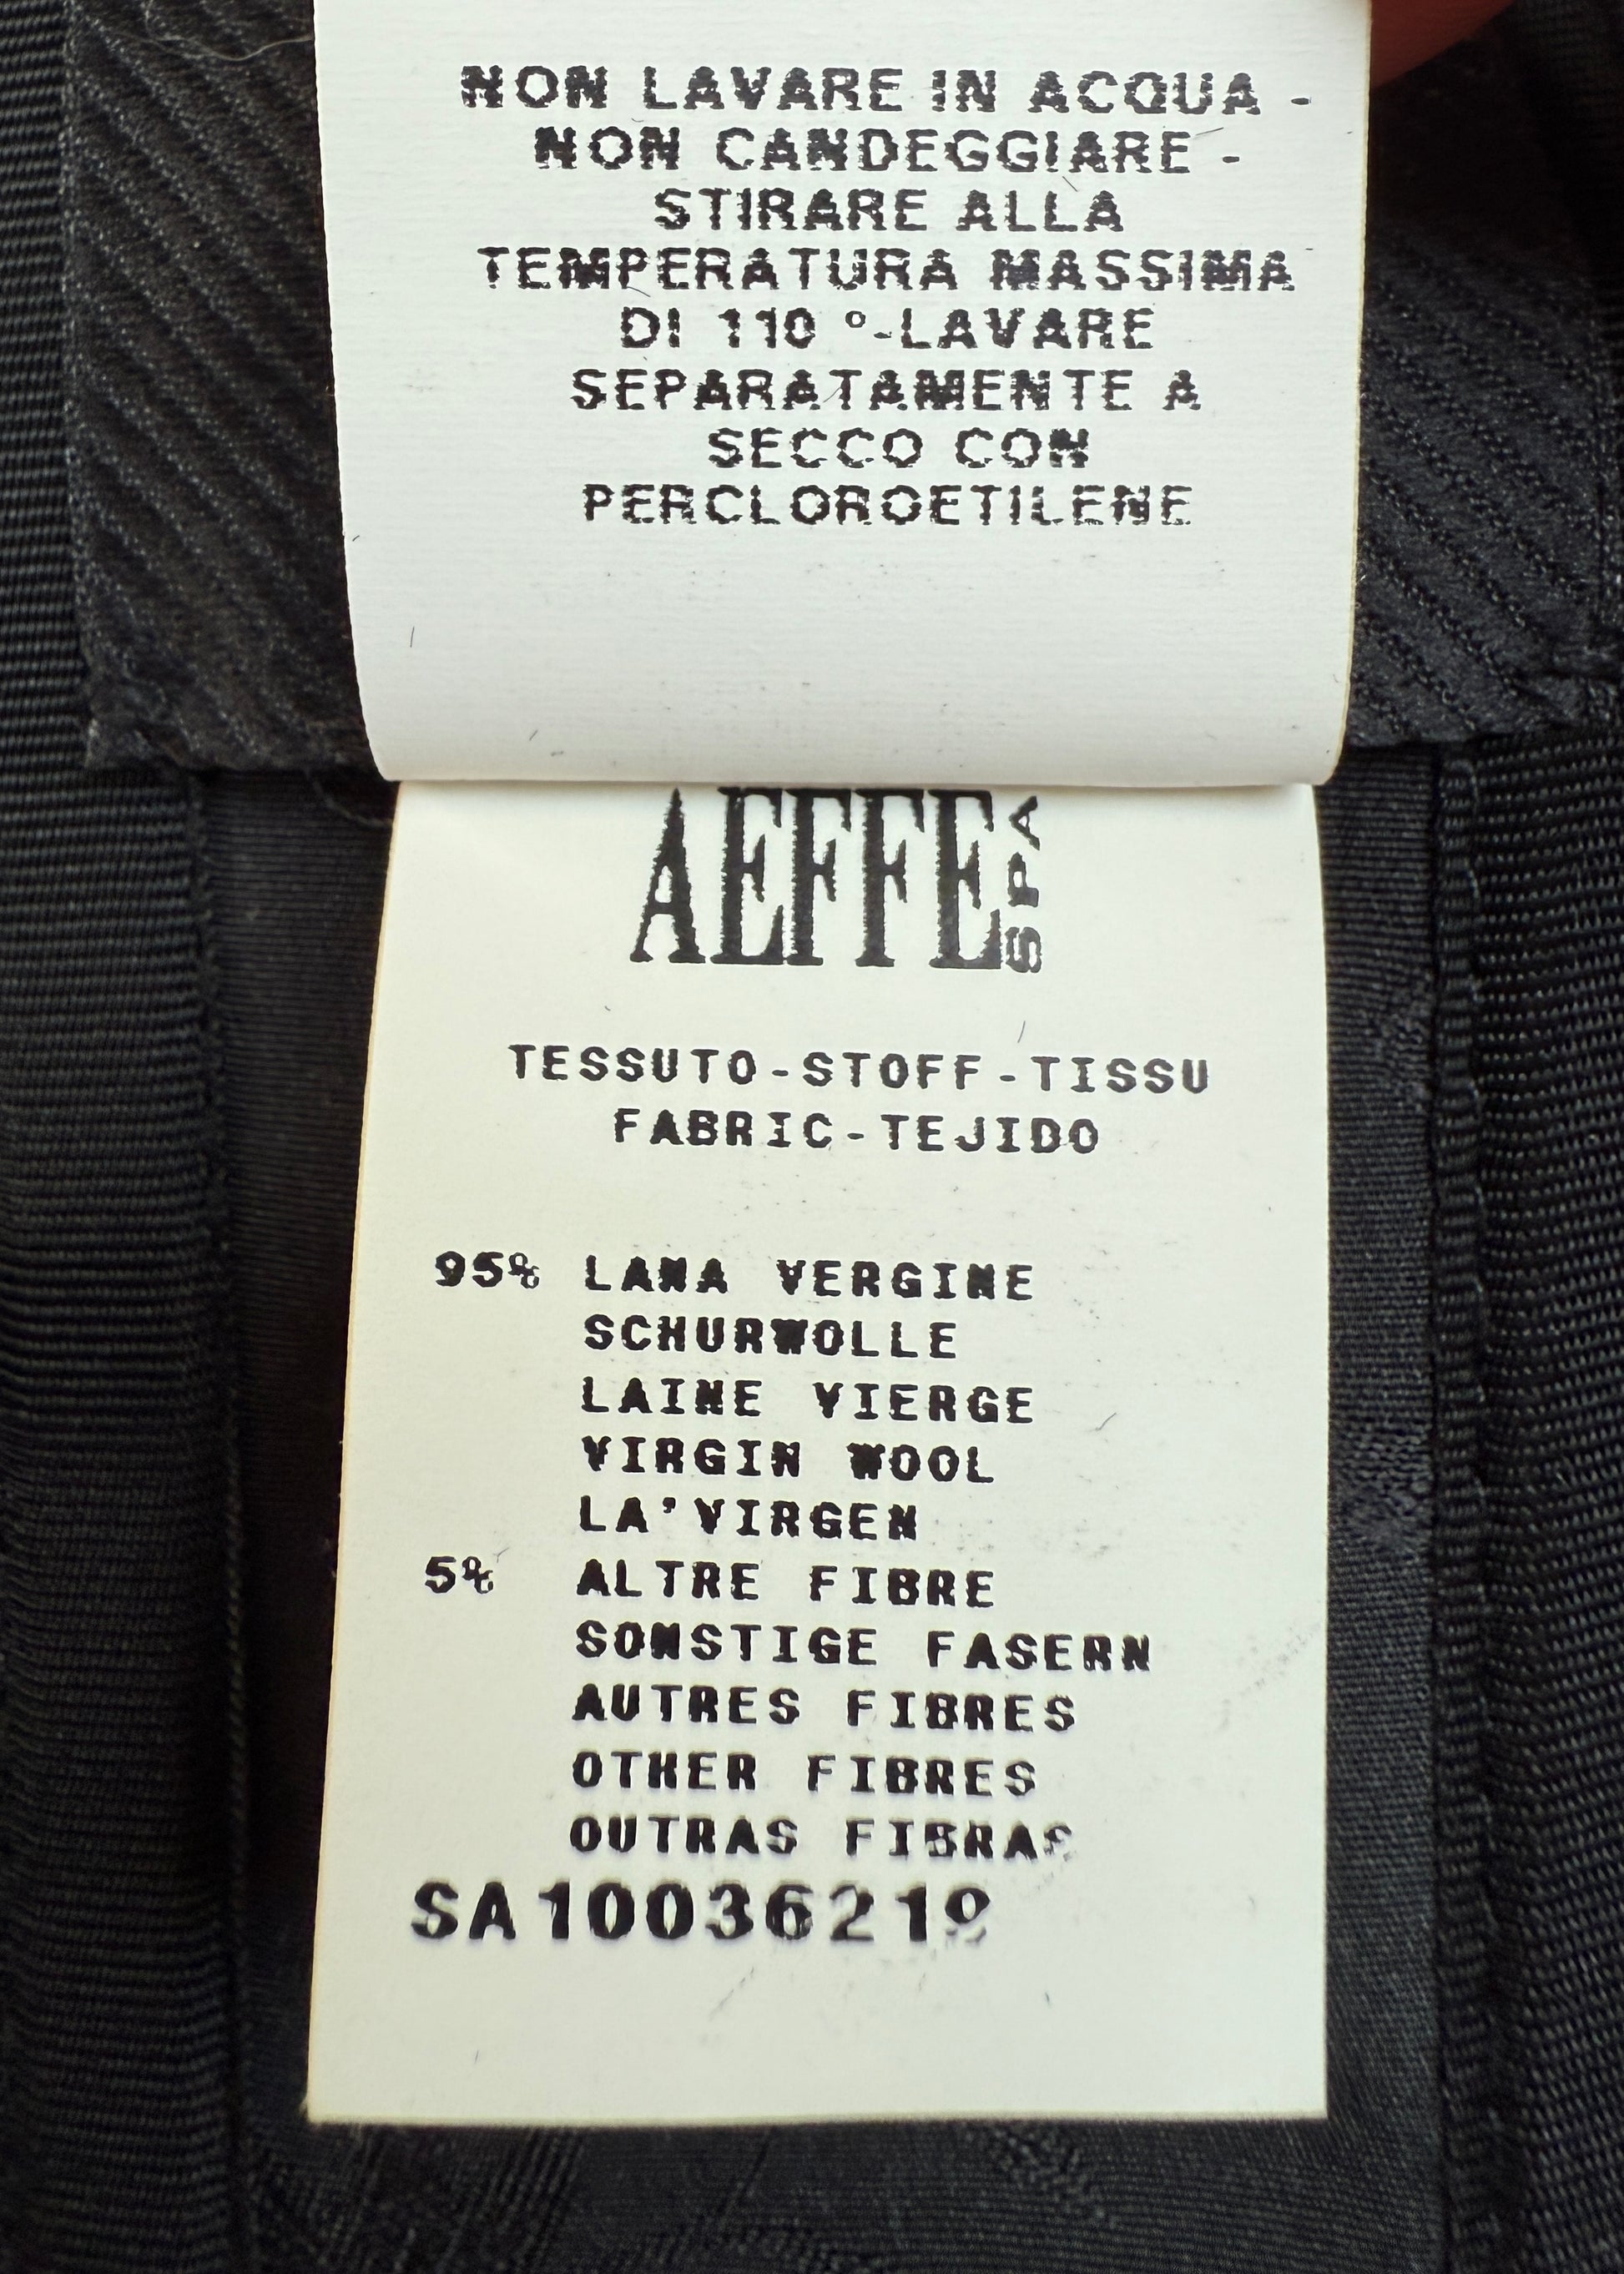 NON LAVARE IN ACQUA -
NON CANDEGGIARE -
STIRARE ALLA
TEMPERATURA MASSIMA
DI 110 °-LAVARE
SEPARATAMENTE A
SECCO CON
PERCLOROETILENE
AEFFE SPA
TESSUTO-STOFF-TISSU
FABRIC-TEJIDO
95% LANA VERGINE
SCHURWOLLE
LAINE VIERGE
VIRGIN WOOL
LA'VIRGEN
5% ALTRE FIBRE
SONSTIGE FASERN
AUTRES FIBRES
OTHER FIBRES
OUTRAS FIBRAS